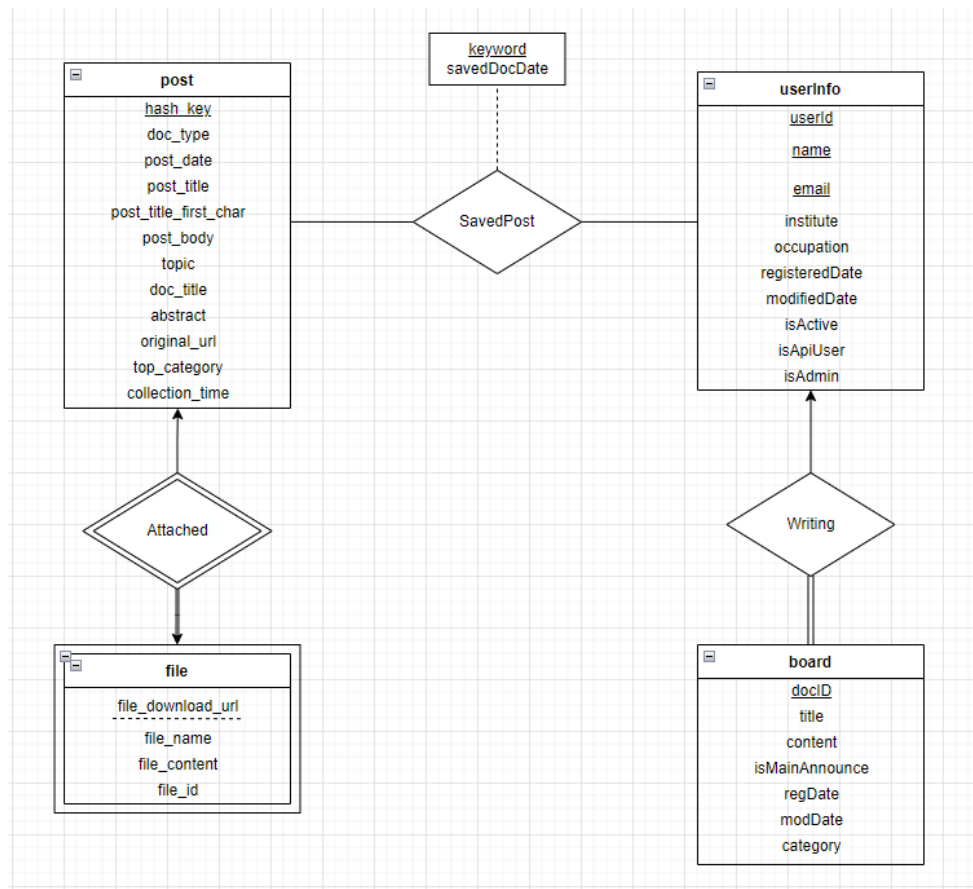 keyword
savedDocDate
post
hash_key
doc_type
post_date
post_title
post_title_first_char
post_body
topic
doc_title
abstract
original_url
top_category
collection_time
SavedPost
userInfo
userId
name
email
institute
occupation
registeredDate
modifiedDate
isActive
isApiUser
isAdmin
Attached
Writing
file
file_download_url
file_name
file_content
file_id
board
docID
title
content
isMainAnnounce
regDate
modDate
category